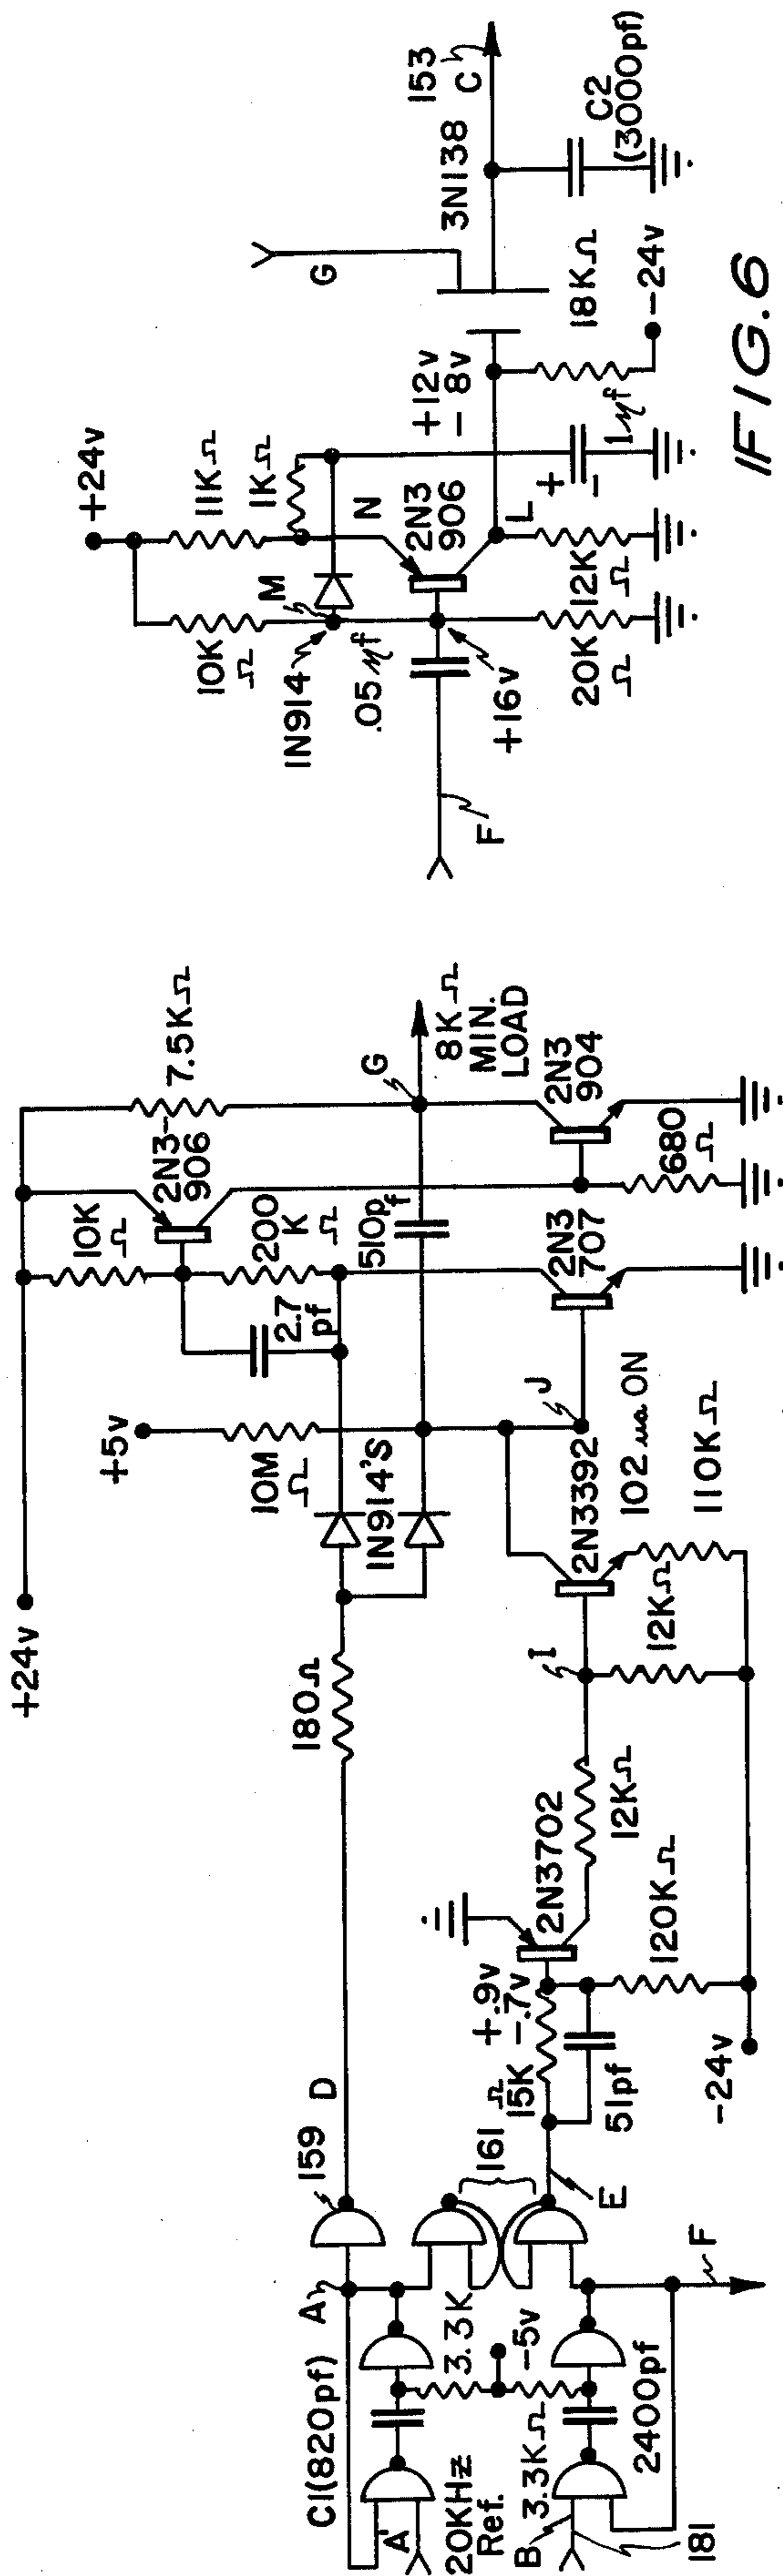 +24v
180Ω
10K
Ω
2N3-
906
7.5KΩ
2.7
pf
200
K
Ω
+5v
10M
Ω
1N914'S
510pf
G
8KΩ
MIN.
LOAD
2N3
904
680
Ω
2N3
707
J
2N3392
102 us ON
110KΩ
12KΩ
I
12KΩ
2N3702
120KΩ
+.9v
-.7v
15K
Ω
51pf
-24v
159
D
161
E
A
C1(820pf)
A'
20KHz
Ref.
3.3K
-5v
3.3KΩ
2400pf
B
181
F
+24v
11KΩ
1KΩ
10K
Ω
M
1N914
.05μf
N
2N3
906
+16v
20K
Ω
12K
Ω
L
F
+12v
-8v
+
-
1μf
18KΩ
-24v
G
3N138
153
C
C2
(3000pf)
FIG.6